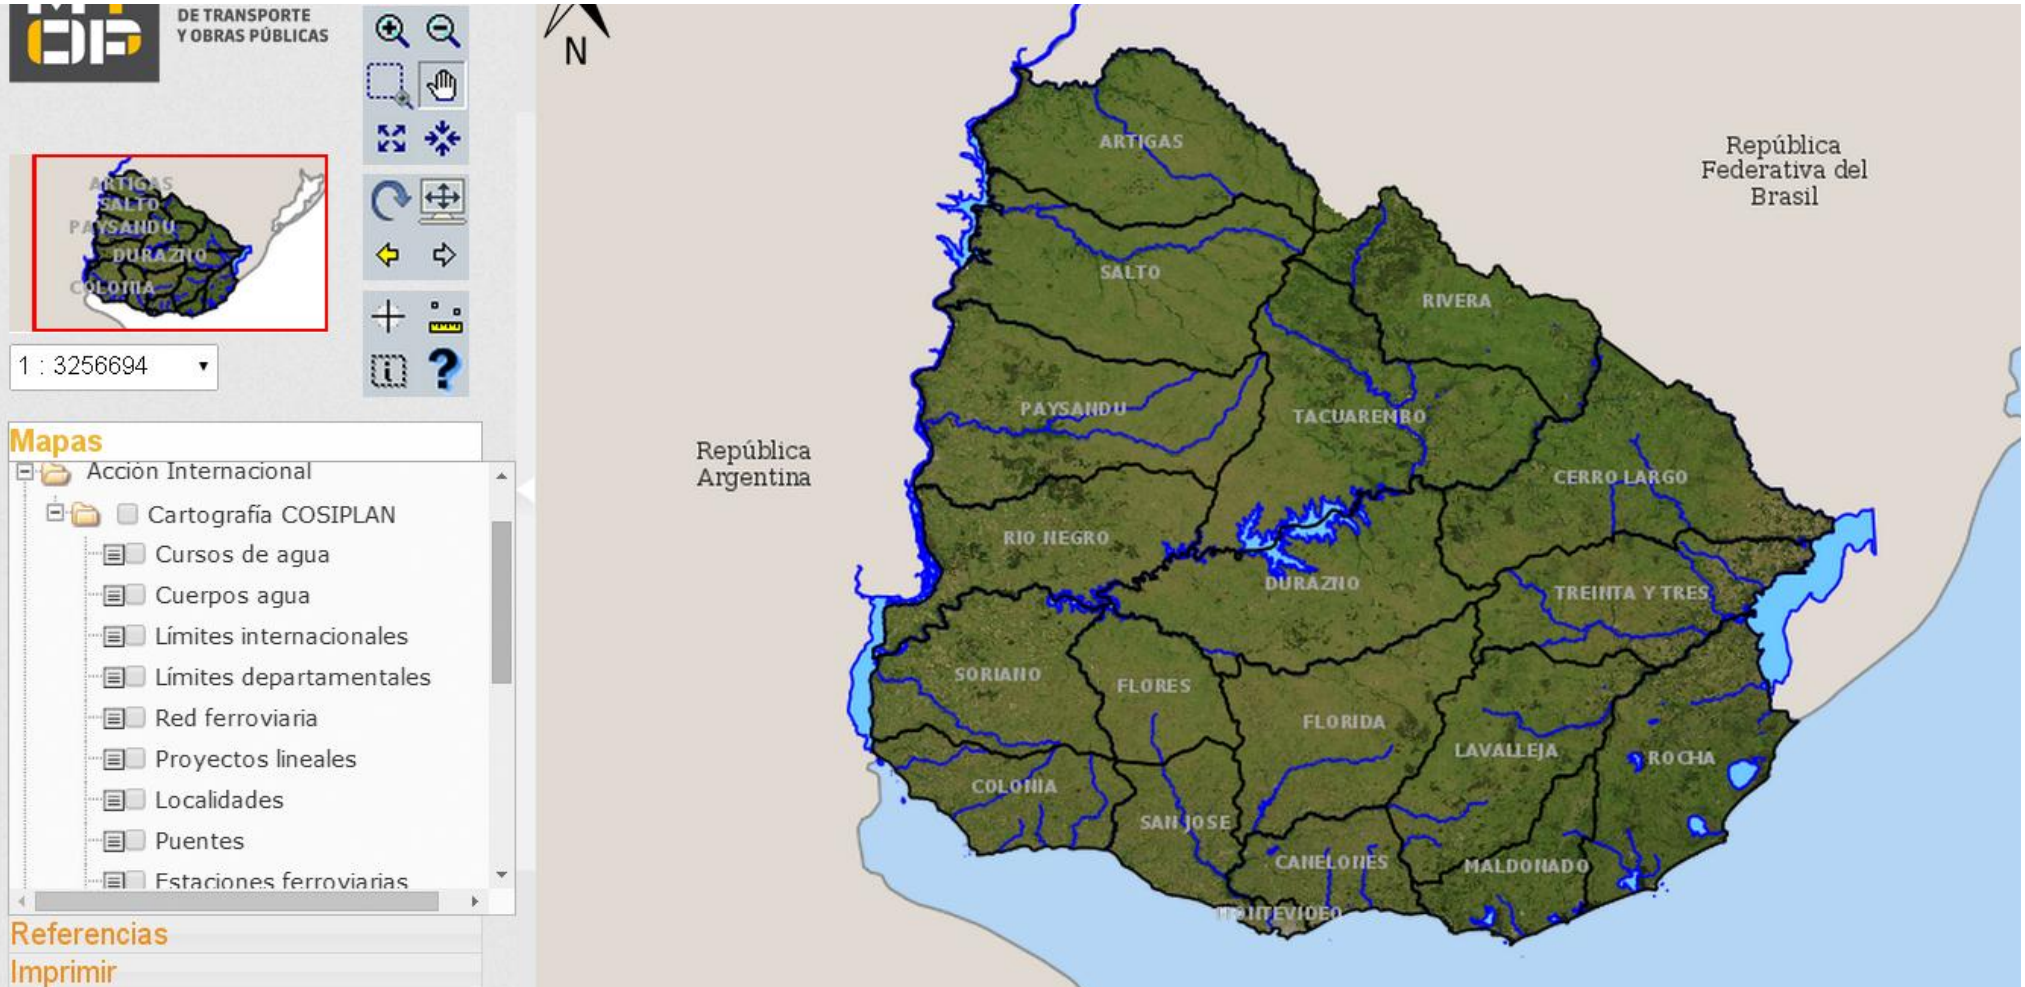 DE TRANSPORTE
Y OBRAS PÚBLICAS
ARTIGAS
SALTO
PAYSANDU
DURAZNO
COLONIA
1 : 3256694
Mapas
Acción Internacional
Cartografía COSIPLAN
Cursos de agua
Cuerpos agua
Límites internacionales
Límites departamentales
Red ferroviaria
Proyectos lineales
Localidades
Puentes
Estaciones ferroviarias
Referencias
Imprimir
N
República
Federativa del
Brasil
República
Argentina
ARTIGAS
SALTO
RIVERA
PAYSANDU
TACUAREMBO
CERRO LARGO
RIO NEGRO
DURAZNO
TREINTA Y TRES
SORIANO
FLORES
FLORIDA
LAVALLEJA
ROCHA
COLONIA
SAN JOSE
CANELONES
MALDONADO
MONTEVIDEO